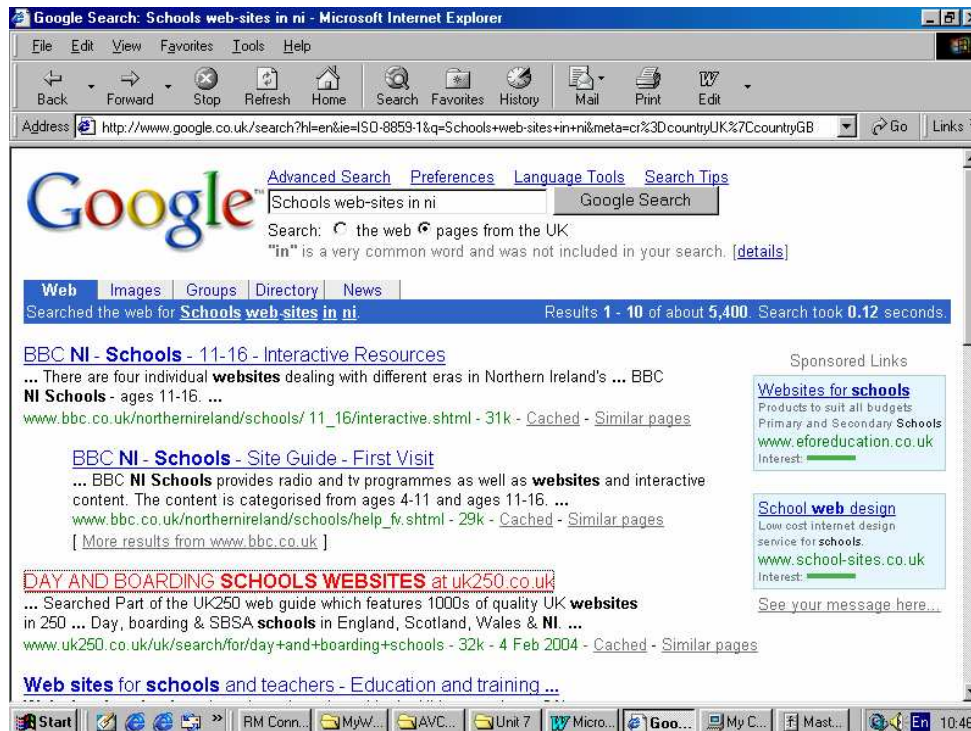 Google Search: Schools web-sites in ni - Microsoft Internet Explorer
File Edit View Favorites Tools Help
Back Forward Stop Refresh Home Search Favorites History Mail Print Edit
Address http://www.google.co.uk/search?hl=en&ie=ISO-8859-1&q=Schools+web-sites+in+ni&meta=cr%3DcountryUK%7CcountryGB Go Links
Google™
Advanced Search Preferences Language Tools Search Tips
Schools web-sites in ni Google Search
Search: the web pages from the UK
"in" is a very common word and was not included in your search. [details]
Web Images Groups Directory News
Searched the web for Schools web-sites in ni. Results 1 - 10 of about 5,400. Search took 0.12 seconds.
BBC NI - Schools - 11-16 - Interactive Resources
... There are four individual websites dealing with different eras in Northern Ireland's ... BBC
NI Schools - ages 11-16. ...
www.bbc.co.uk/northernireland/schools/ 11_16/interactive.shtml - 31k - Cached - Similar pages
BBC NI - Schools - Site Guide - First Visit
... BBC NI Schools provides radio and tv programmes as well as websites and interactive
content. The content is categorised from ages 4-11 and ages 11-16. ...
www.bbc.co.uk/northernireland/schools/help_fv.shtml - 29k - Cached - Similar pages
[ More results from www.bbc.co.uk ]
DAY AND BOARDING SCHOOLS WEBSITES at uk250.co.uk
... Searched Part of the UK250 web guide which features 1000s of quality UK websites
in 250 ... Day, boarding & SBSA schools in England, Scotland, Wales & NI. ...
www.uk250.co.uk/uk/search/for/day+and+boarding+schools - 32k - 4 Feb 2004 - Cached - Similar pages
Web sites for schools and teachers - Education and training ...
Sponsored Links
Websites for schools
Products to suit all budgets
Primary and Secondary Schools
www.eforeducation.co.uk
Interest:
School web design
Low cost internet design
service for schools.
www.school-sites.co.uk
Interest:
See your message here...
Start » RM Conn... MyW... AVC... Unit 7 Micro... Goo... My C... Mast... En 10:46